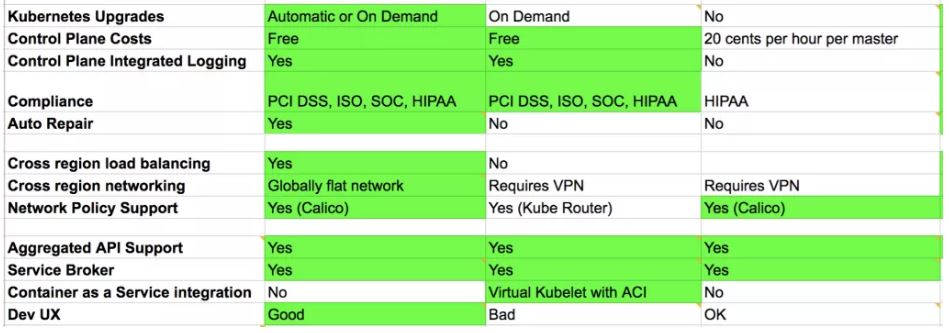 Kubernetes Upgrades Automatic or On Demand On Demand No
Control Plane Costs Free Free 20 cents per hour per master
Control Plane Integrated Logging Yes Yes No
Compliance PCI DSS, ISO, SOC, HIPAA PCI DSS, ISO, SOC, HIPAA HIPAA
Auto Repair Yes No No
Cross region load balancing Yes No
Cross region networking Globally flat network Requires VPN Requires VPN
Network Policy Support Yes (Calico) Yes (Kube Router) Yes (Calico)
Aggregated API Support Yes Yes Yes
Service Broker Yes Yes Yes
Container as a Service integration No Virtual Kubelet with ACI No
Dev UX Good Bad OK